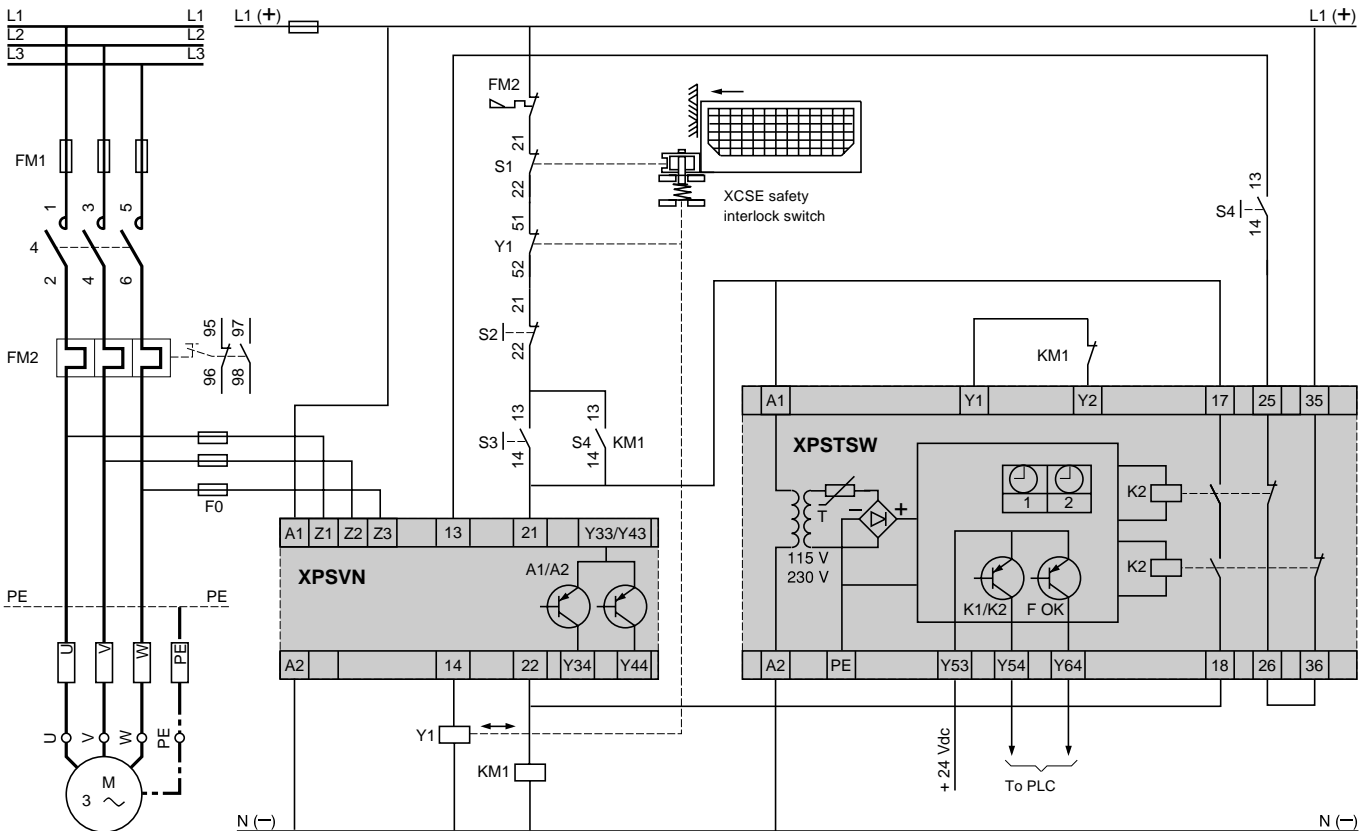 L1 L1 L1 (+) L1 (+)
L2 L2
L3 L3
FM2
FM1
21
S1
22
XCSE safety
interlock switch
13
S4
14
1 3 5
4
2 4 6
51
Y1
52
21
S2
22
FM2
95 97
96 98
KM1
A1 Y1 Y2 17 25 35
13 13
S3 S4 KM1
14 14
XPSTSW
F0
T
− +
1 2
K2
115 V
230 V
K2
K1/K2 F OK
A1 Z1 Z2 Z3 13 21 Y33/Y43
XPSVN
A1/A2
PE PE
U V W PE
A2 14 22 Y34 Y44
A2 PE Y53 Y54 Y64 18 26 36
Y1
KM1
+ 24 Vdc
To PLC
U V W PE
M
3 ~
N (−) N (−)